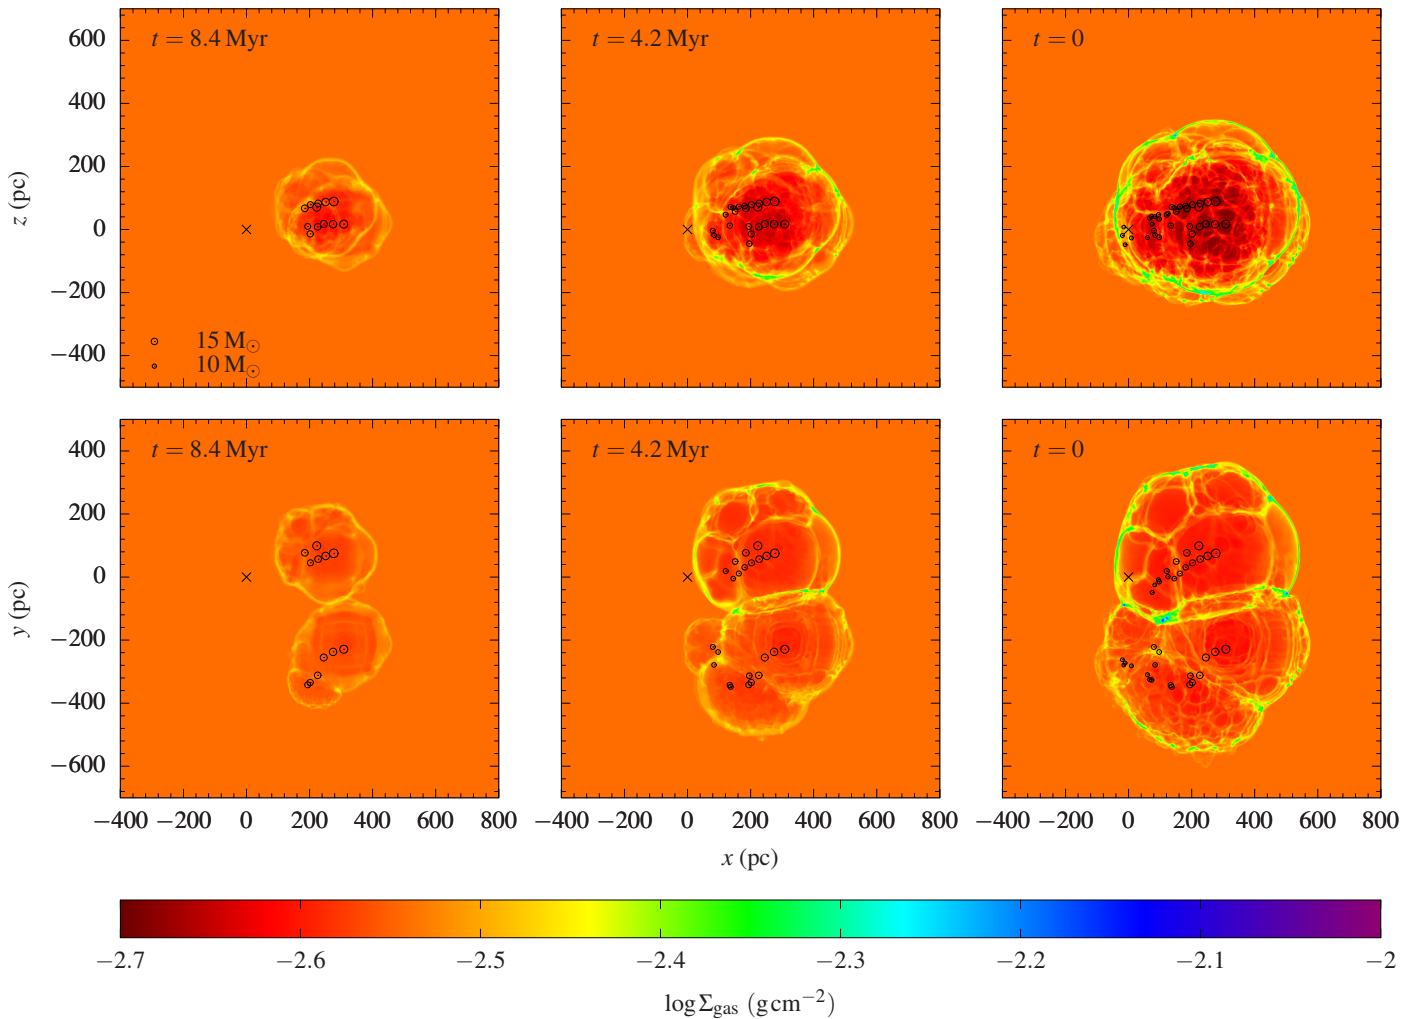 t = 8.4 Myr
t = 4.2 Myr
t = 0
600
400
200
0
−200
−400
z (pc)
15 M☉
10 M☉
t = 8.4 Myr
t = 4.2 Myr
t = 0
400
200
0
−200
−400
−600
y (pc)
−400 −200 0 200 400 600 800
−400 −200 0 200 400 600 800
−400 −200 0 200 400 600 800
x (pc)
−2.7 −2.6 −2.5 −2.4 −2.3 −2.2 −2.1 −2
log Σgas (g cm−2)